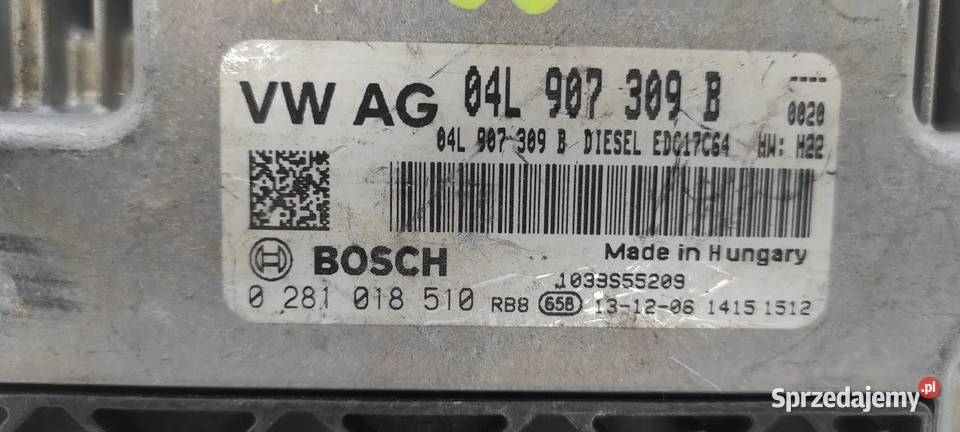 VW AG 04L 907 309 B ----
0020
04L 907 309 B DIESEL EDC17C64 HW: H22
BOSCH
Made in Hungary
1039S55209
0 281 018 510 RB8 658 13-12-06 1415 1512
Sprzedajemy.pl